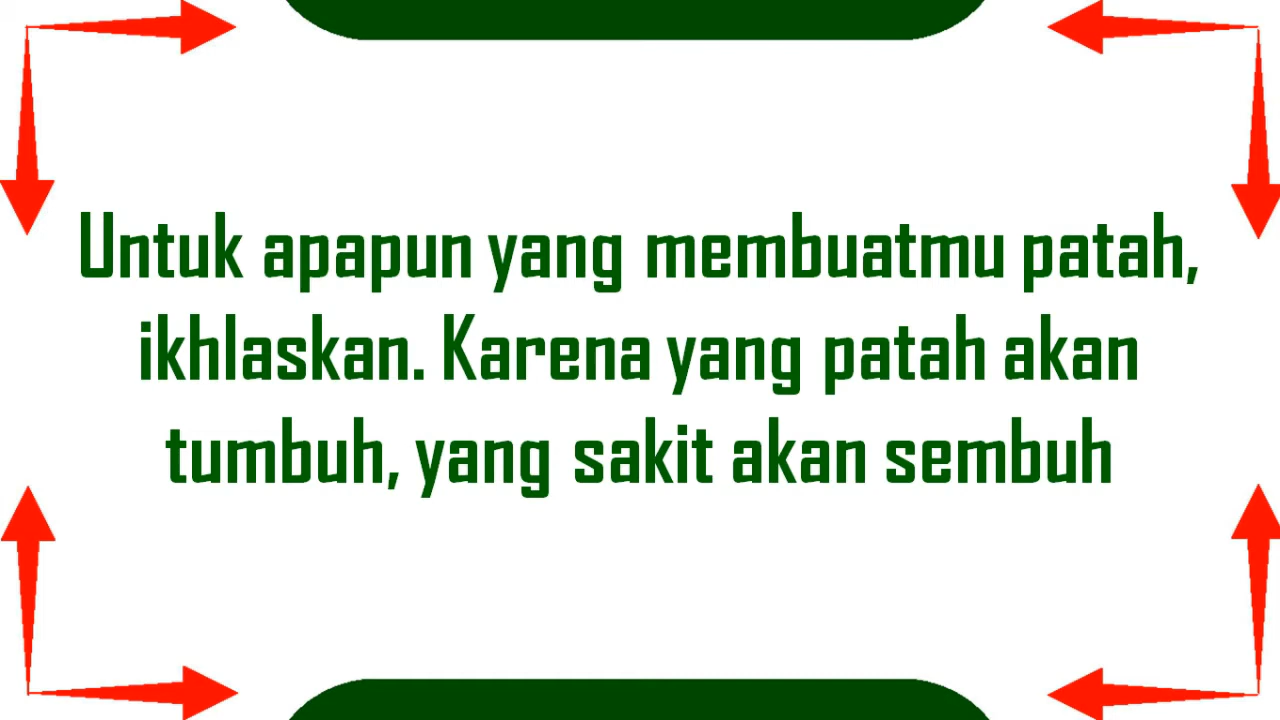 Untuk apapun yang membuatmu patah,
ikhlaskan. Karena yang patah akan
tumbuh, yang sakit akan sembuh